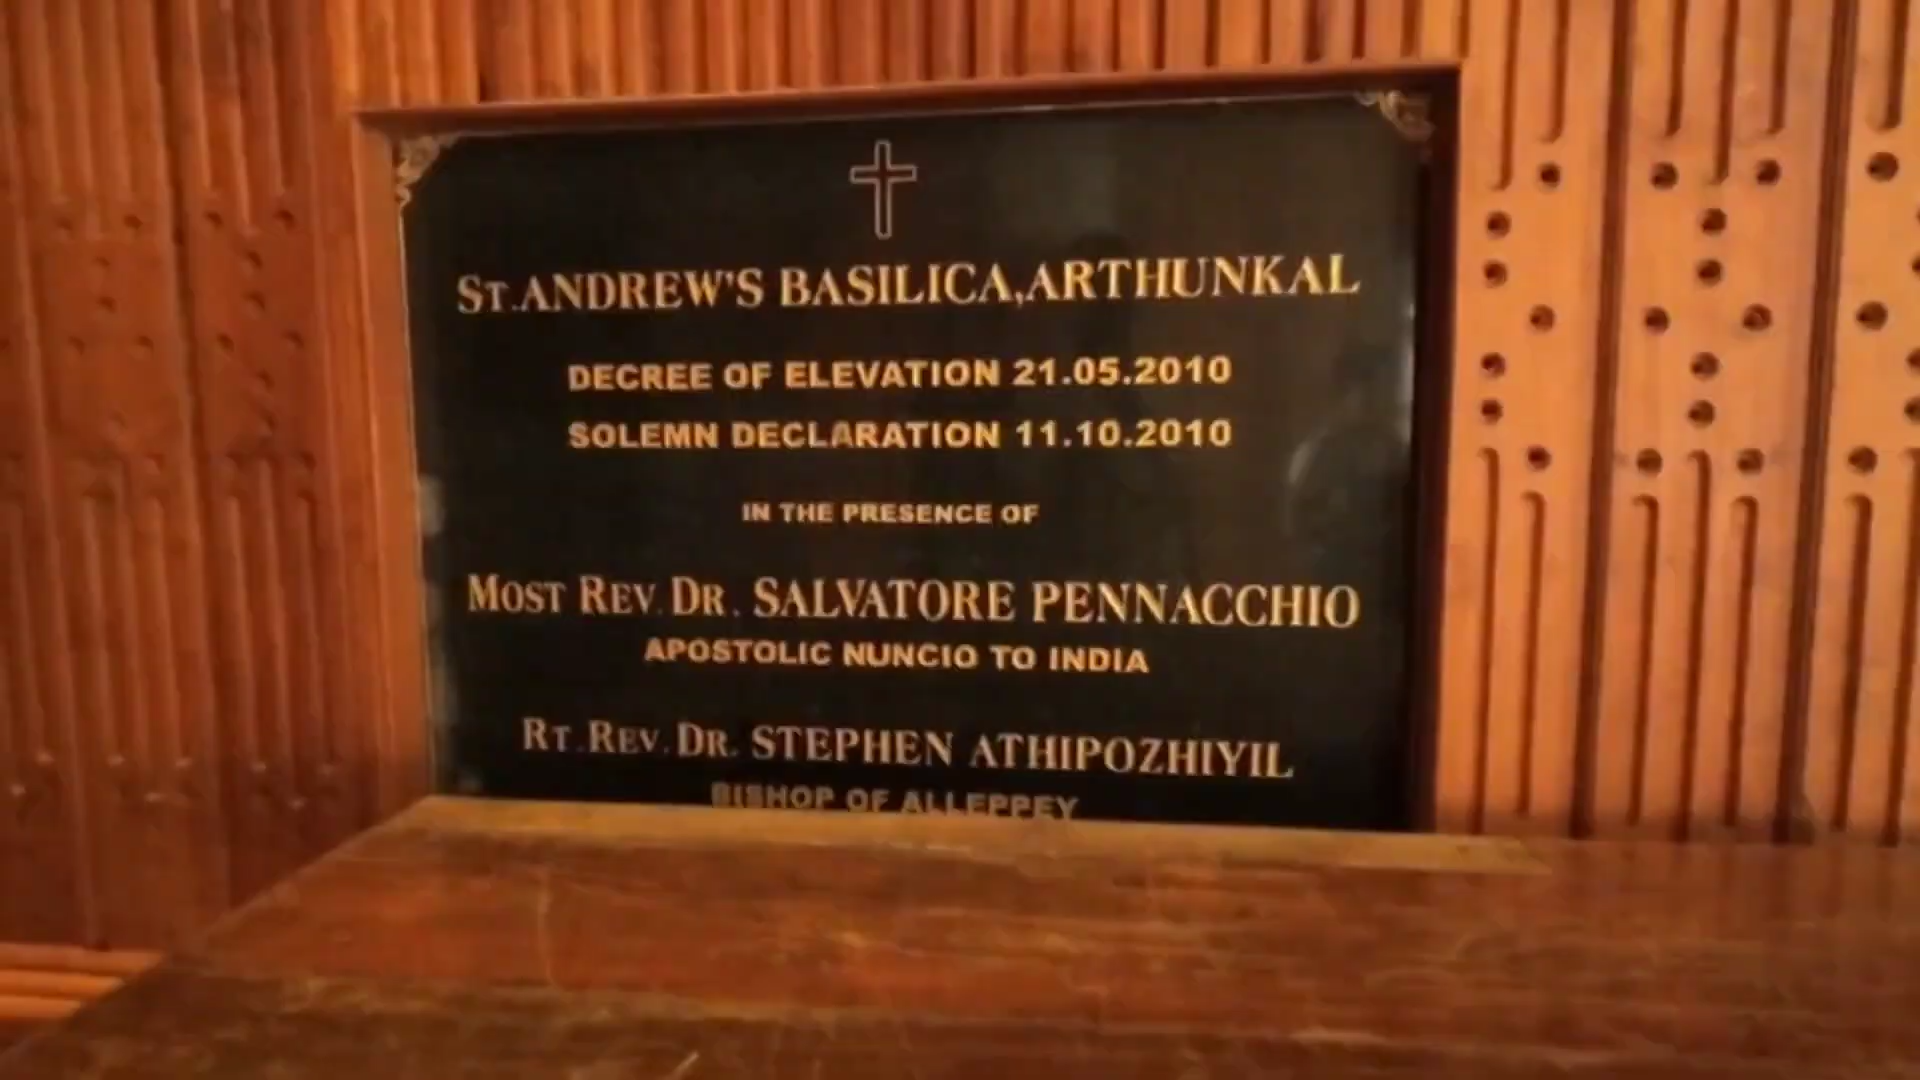 St. ANDREW'S BASILICA, ARTHUNKAL
DECREE OF ELEVATION 21.05.2010
SOLEMN DECLARATION 11.10.2010
IN THE PRESENCE OF
MOST REV. DR. SALVATORE PENNACCHIO
APOSTOLIC NUNCIO TO INDIA
RT. REV. DR. STEPHEN ATHIPOZHIYIL
BISHOP OF ALLEPPEY